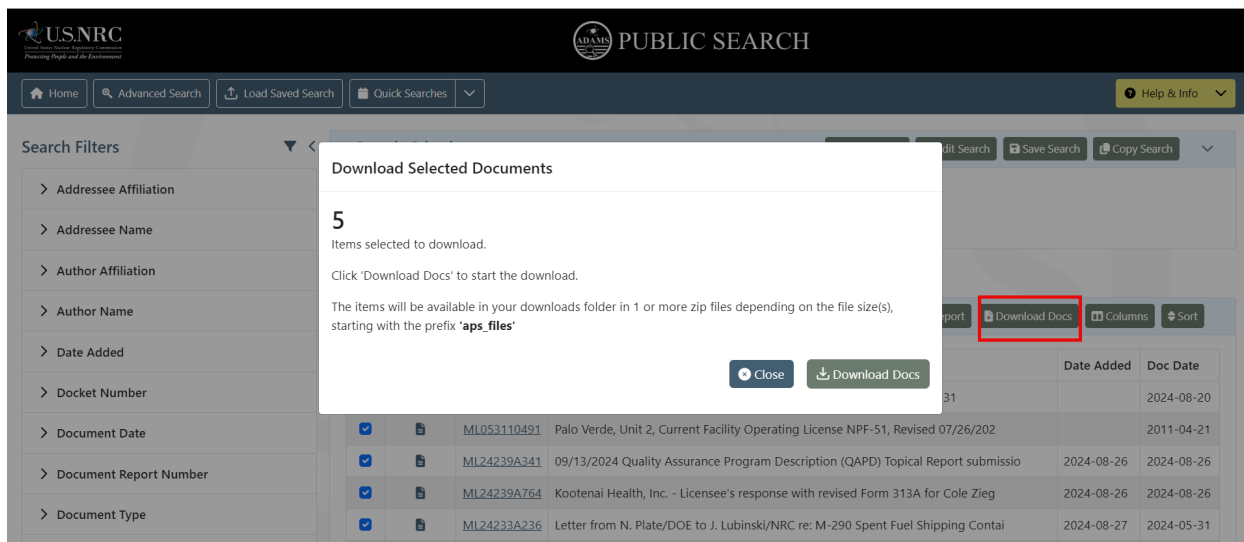 U.S.NRC
United States Nuclear Regulatory Commission
Protecting People and the Environment
ADAMS PUBLIC SEARCH
Home
Advanced Search
Load Saved Search
Quick Searches
Help & Info
Search Filters
dit Search
Save Search
Copy Search
Addressee Affiliation
Addressee Name
Author Affiliation
Author Name
Date Added
Docket Number
Document Date
Document Report Number
Document Type
Download Selected Documents
5
Items selected to download.
Click 'Download Docs' to start the download.
The items will be available in your downloads folder in 1 or more zip files depending on the file size(s),
starting with the prefix 'aps_files'
Close
Download Docs
port
Download Docs
Columns
Sort
Date Added Doc Date
31 2024-08-20
ML053110491 Palo Verde, Unit 2, Current Facility Operating License NPF-51, Revised 07/26/202 2011-04-21
ML24239A341 09/13/2024 Quality Assurance Program Description (QAPD) Topical Report submissio 2024-08-26 2024-08-26
ML24239A764 Kootenai Health, Inc. - Licensee's response with revised Form 313A for Cole Zieg 2024-08-26 2024-08-26
ML24233A236 Letter from N. Plate/DOE to J. Lubinski/NRC re: M-290 Spent Fuel Shipping Contai 2024-08-27 2024-05-31